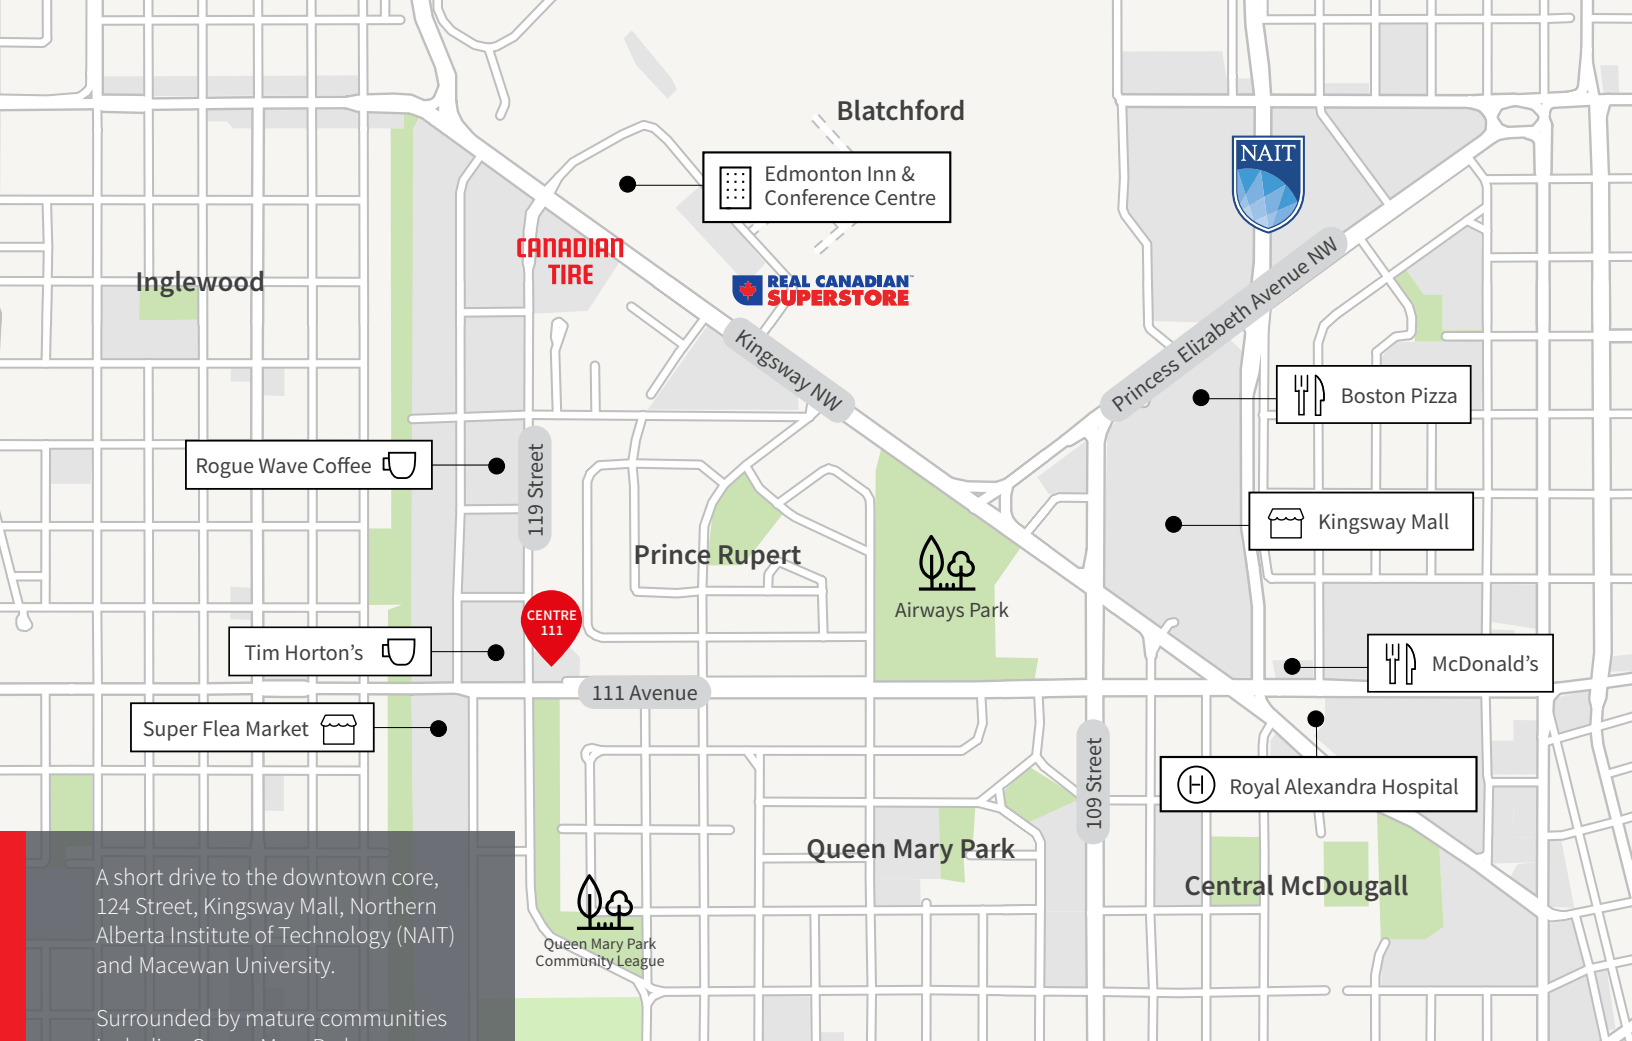 Blatchford
NAIT
Edmonton Inn &
Conference Centre
CANADIAN
TIRE
Inglewood
REAL CANADIAN
SUPERSTORE
Kingsway NW
Princess Elizabeth Avenue NW
Boston Pizza
Rogue Wave Coffee
119 Street
Kingsway Mall
Prince Rupert
Airways Park
CENTRE
111
Tim Horton's
McDonald's
111 Avenue
Super Flea Market
109 Street
Royal Alexandra Hospital
Queen Mary Park
Central McDougall
Queen Mary Park
Community League
A short drive to the downtown core,
124 Street, Kingsway Mall, Northern
Alberta Institute of Technology (NAIT)
and Macewan University.
Surrounded by mature communities